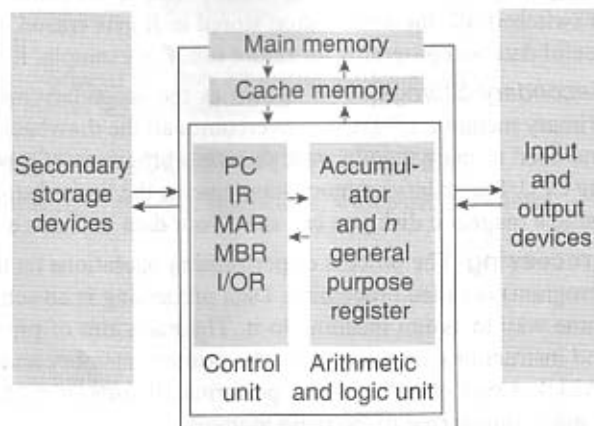 Main memory
Cache memory
Secondary
storage
devices
PC
IR
MAR
MBR
I/OR
Control
unit
Accumul-
ator
and n
general
purpose
register
Arithmetic
and logic unit
Input
and
output
devices